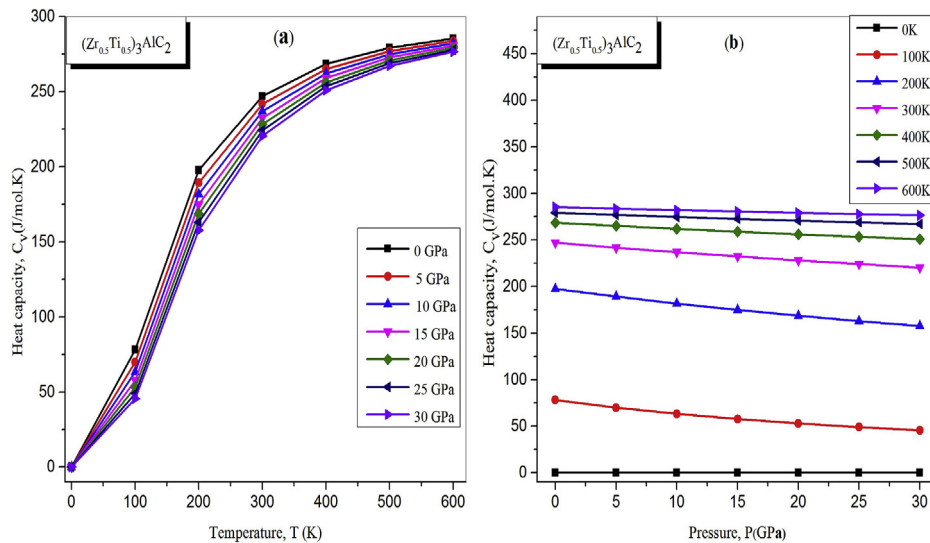 (Zr0.5Ti0.5)3AlC2
(a)
Heat capacity, CV(J/mol.K)
300
250
200
150
100
50
0
0 GPa
5 GPa
10 GPa
15 GPa
20 GPa
25 GPa
30 GPa
0 100 200 300 400 500 600
Temperature, T (K)
(Zr0.5Ti0.5)3AlC2
(b)
Heat capacity, CV(J/mol.K)
450
400
350
300
250
200
150
100
50
0
0K
100K
200K
300K
400K
500K
600K
0 5 10 15 20 25 30
Pressure, P(GPa)